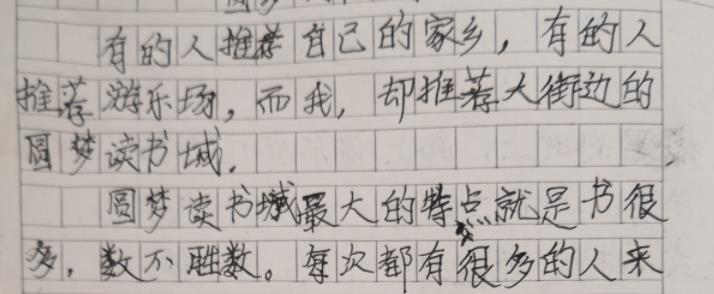 有的人推荐自己的家乡，有的人
推荐游乐场，而我，却推荐大街边的
圆梦读书城。
圆梦读书城最大的特点就是书很
多，数不胜数。每次都有很多的人来